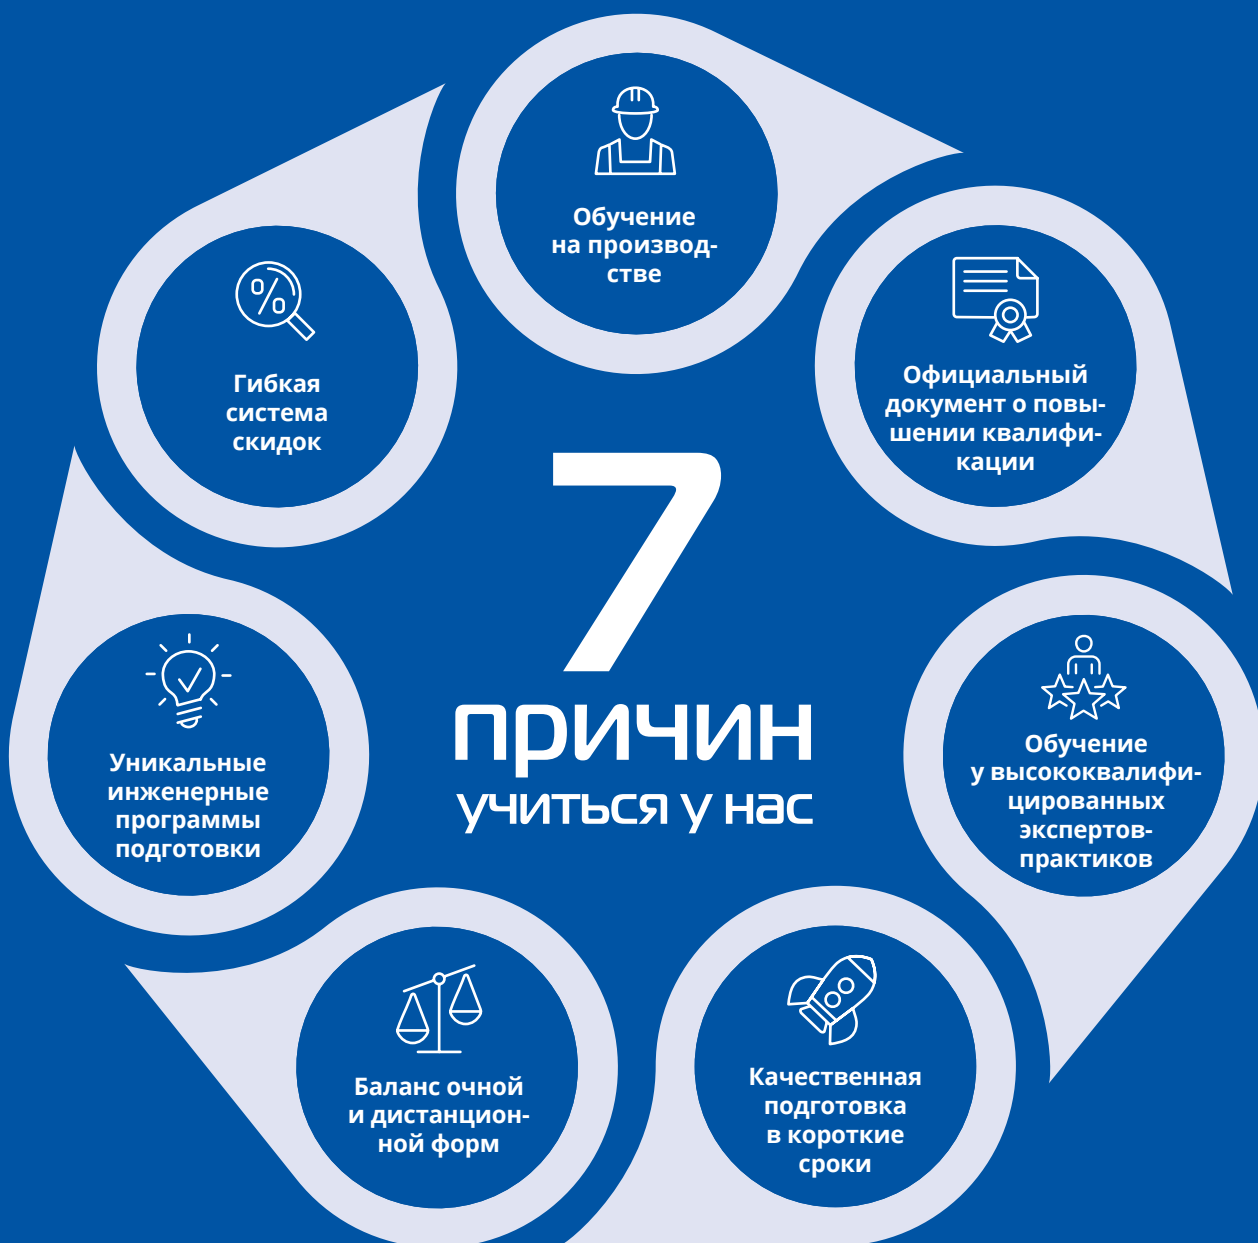 7
причин
учиться у нас
Обучение
на производ-
стве
Официальный
документ о повы-
шении квалифи-
кации
Обучение
у высококвалифи-
цированных
экспертов-
практиков
Качественная
подготовка
в короткие
сроки
Баланс очной
и дистанцион-
ной форм
Уникальные
инженерные
программы
подготовки
Гибкая
система
скидок